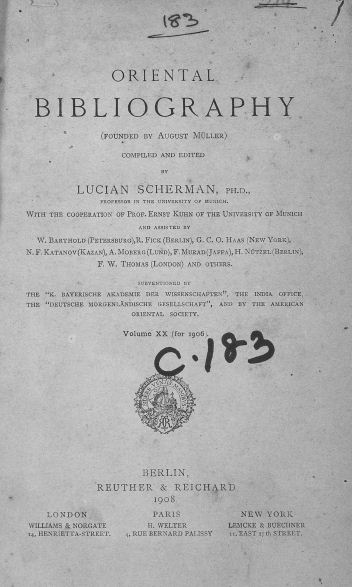 183
ORIENTAL
BIBLIOGRAPHY
(FOUNDED BY AUGUST MÜLLER)
COMPILED AND EDITED
BY
LUCIAN SCHERMAN, PH.D.,
PROFESSOR IN THE UNIVERSITY OF MUNICH.
WITH THE COOPERATION OF PROF. ERNST KUHN OF THE UNIVERSITY OF MUNICH
AND ASSISTED BY
W. BARTHOLD (PETERSBURG), R. FICK (BERLIN), G. C. O. HAAS (NEW YORK),
N. F. KATANOV (KAZAN), A. MOBERG (LUND), F. MURAD (JAFFA), H. NÜTZEL (BERLIN),
F. W. THOMAS (LONDON) AND OTHERS.
SUBVENTIONED BY
THE "K. BAYERISCHE AKADEMIE DER WISSENSCHAFTEN", THE INDIA OFFICE,
THE "DEUTSCHE MORGENLÄNDISCHE GESELLSCHAFT", AND BY THE AMERICAN
ORIENTAL SOCIETY.
Volume XX (for 1906).
C.183
BERLIN,
REUTHER & REICHARD
1908.
LONDON PARIS NEW YORK
WILLIAMS & NORGATE H. WELTER LEMCKE & BUECHNER
14, HENRIETTA-STREET. 4, RUE BERNARD PALISSY 11, EAST 17th STREET.